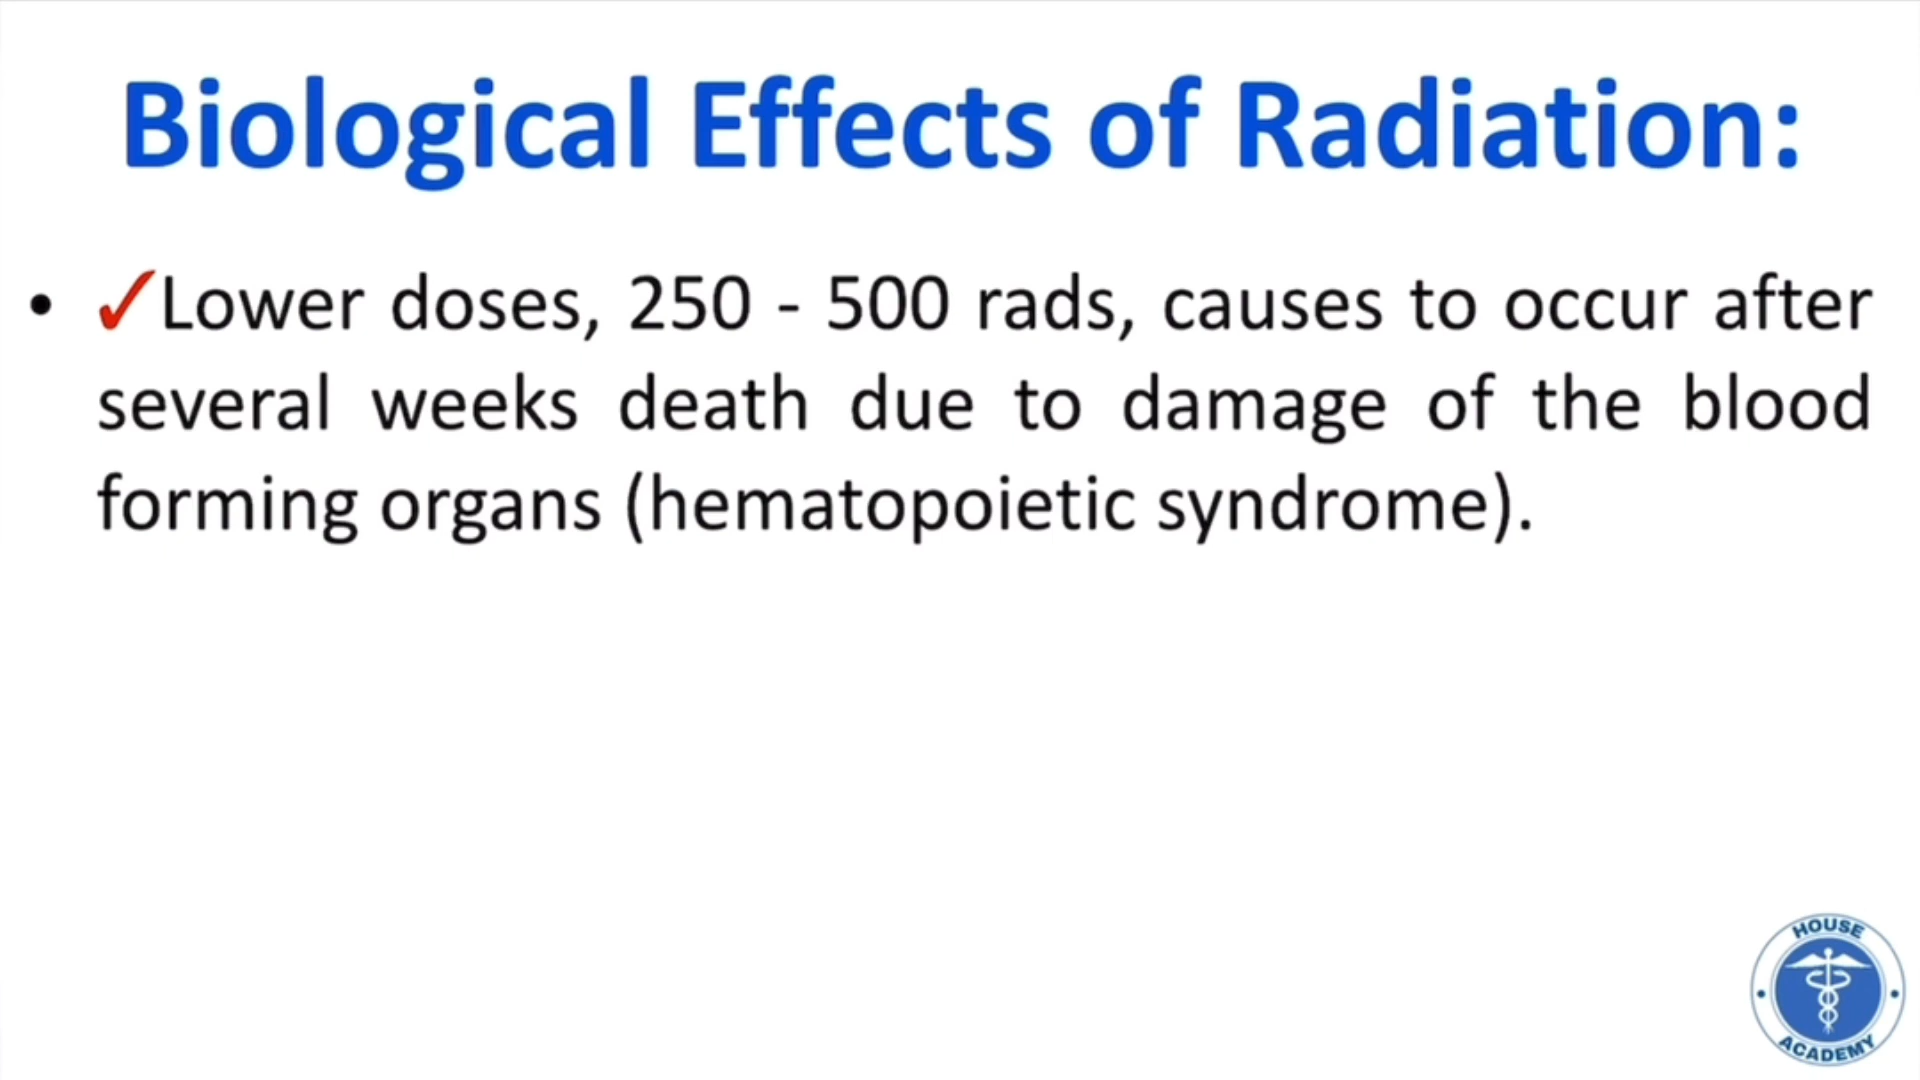 Biological Effects of Radiation:
• ✓Lower doses, 250 - 500 rads, causes to occur after
several weeks death due to damage of the blood
forming organs (hematopoietic syndrome).
HOUSE
ACADEMY